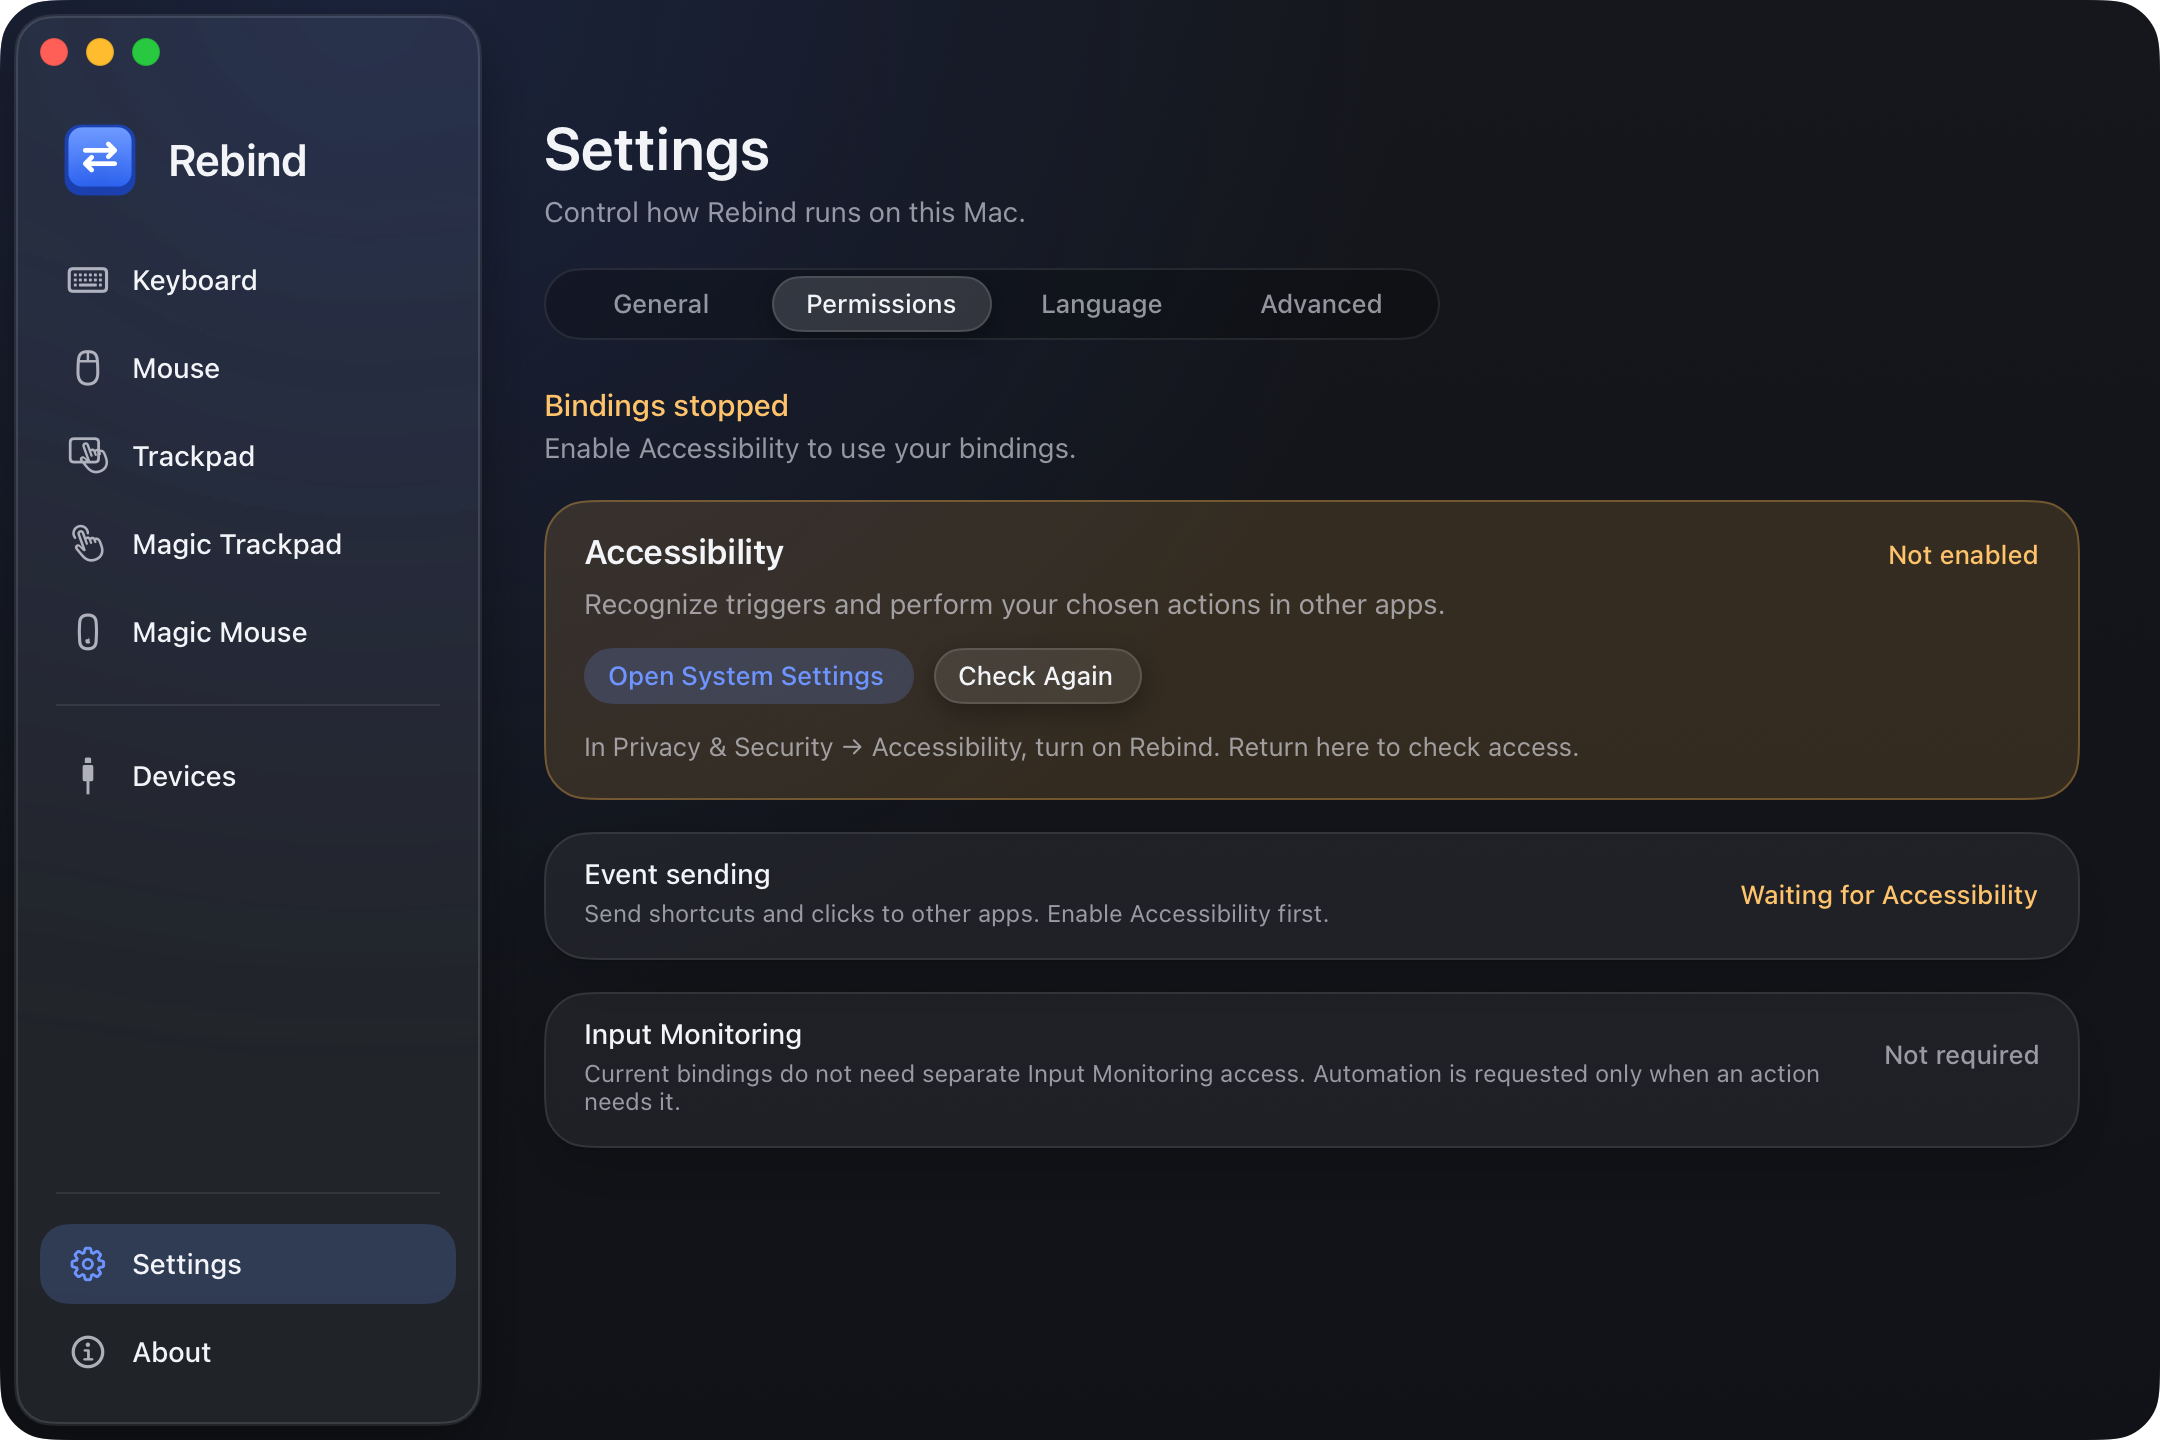 Rebind
Keyboard
Mouse
Trackpad
Magic Trackpad
Magic Mouse
Devices
Settings
About
Settings
Control how Rebind runs on this Mac.
General
Permissions
Language
Advanced
Bindings stopped
Enable Accessibility to use your bindings.
Accessibility
Not enabled
Recognize triggers and perform your chosen actions in other apps.
Open System Settings
Check Again
In Privacy & Security → Accessibility, turn on Rebind. Return here to check access.
Event sending
Send shortcuts and clicks to other apps. Enable Accessibility first.
Waiting for Accessibility
Input Monitoring
Current bindings do not need separate Input Monitoring access. Automation is requested only when an action
needs it.
Not required